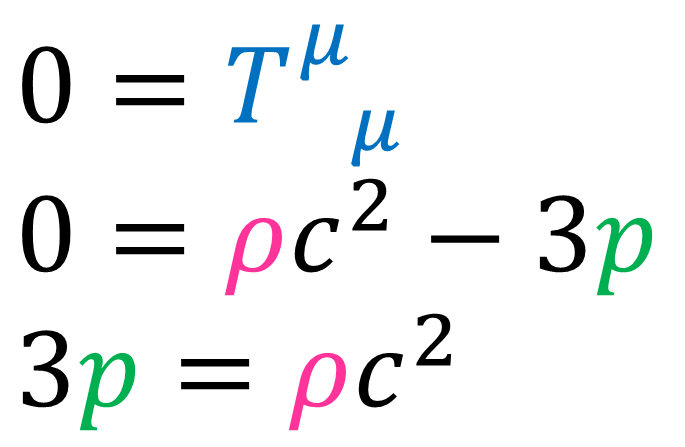 0 = T^μ_μ
0 = ρc² − 3p
3p = ρc²